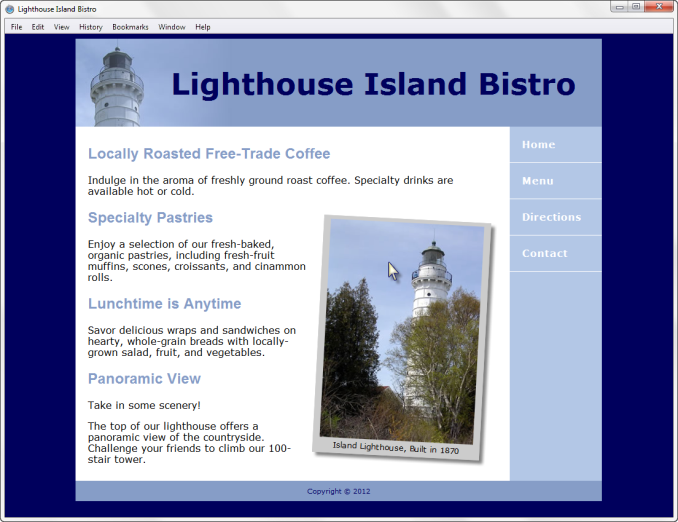 Lighthouse Island Bistro
File Edit View History Bookmarks Window Help
Lighthouse Island Bistro
Home
Menu
Directions
Contact
Locally Roasted Free-Trade Coffee
Indulge in the aroma of freshly ground roast coffee. Specialty drinks are
available hot or cold.
Specialty Pastries
Enjoy a selection of our fresh-baked,
organic pastries, including fresh-fruit
muffins, scones, croissants, and cinammon
rolls.
Lunchtime is Anytime
Savor delicious wraps and sandwiches on
hearty, whole-grain breads with locally-
grown salad, fruit, and vegetables.
Panoramic View
Take in some scenery!
The top of our lighthouse offers a
panoramic view of the countryside.
Challenge your friends to climb our 100-
stair tower.
Island Lighthouse, Built in 1870
Copyright © 2012